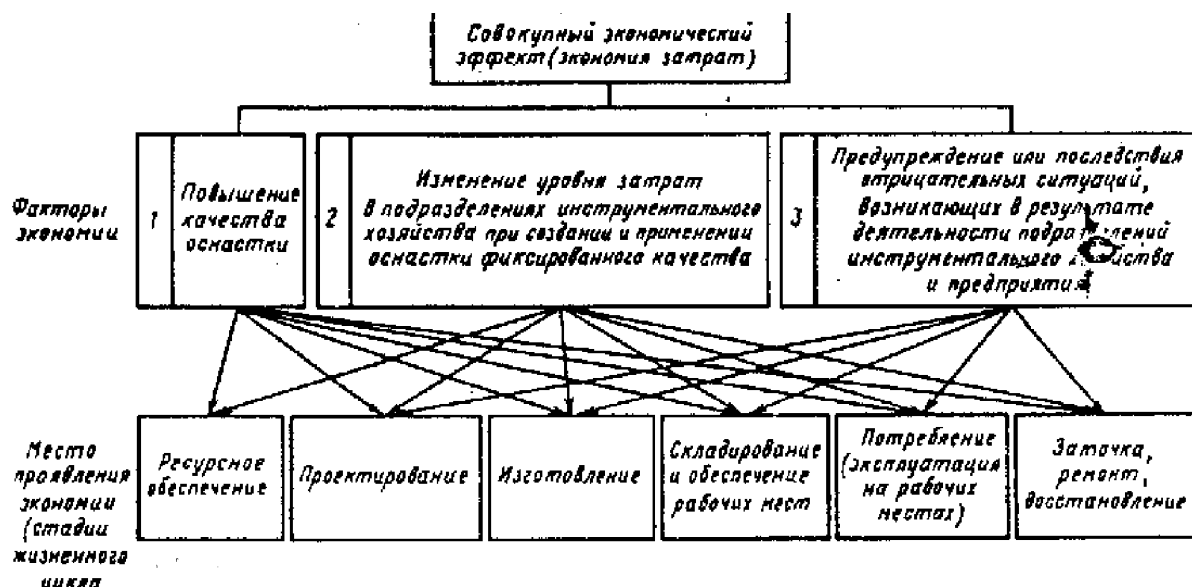 Совокупный экономический
эффект(экономия затрат)
Факторы
экономии
1
Повышение
качества
оснастки
2
Изменение уровня затрат
в подразделениях инструментального
хозяйства при создании и применении
оснастки фиксированного качества
3
Предупреждение или последствия
отрицательных ситуаций,
возникающих в результате
деятельности
инструментального
и предприятия
Место
проявления
экономии
(стадии
жизненного
цикла
Ресурсное
обеспечение
Проектирование
Изготовление
Складирование
и обеспечение
рабочих мест
Потребление
(эксплуатация
на рабочих
местах)
Заточка,
ремонт,
восстановление